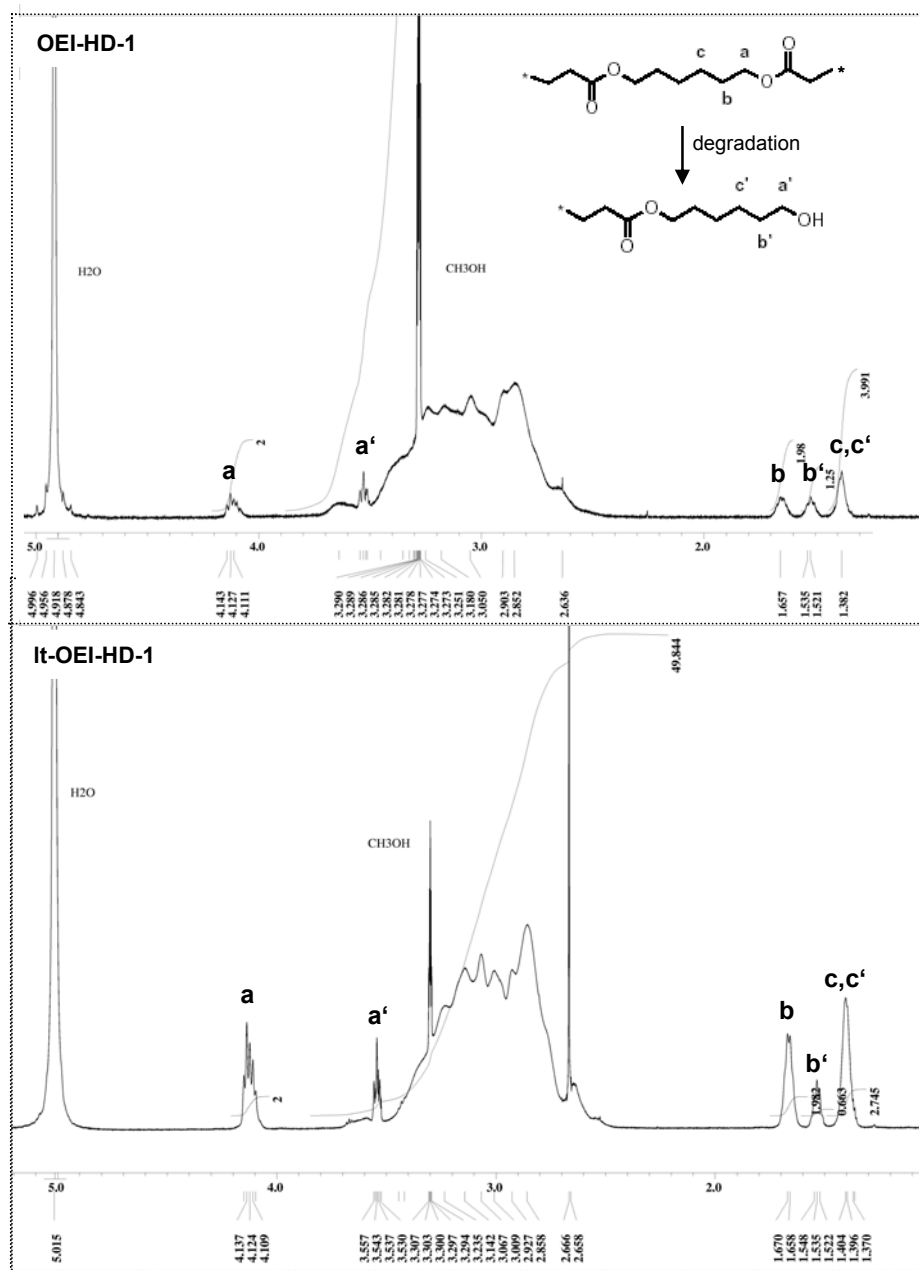 OEI-HD-1
O
c
a
*
O
O
*
O
b
degradation
c'
a'
*
O
OH
O
b'
H2O
CH3OH
a
2
a‘
b
1.98
b‘
1.25
c,c‘
3.991
5.0 4.0 3.0 2.0
4.996
4.956
4.918
4.878
4.843
4.143
4.127
4.111
3.290
3.289
3.286
3.285
3.282
3.281
3.278
3.277
3.274
3.273
3.251
3.180
3.050
2.903
2.852
2.636
1.657
1.535
1.521
1.382
lt-OEI-HD-1
49.844
H2O
CH3OH
a
2
a‘
b
1.982
b‘
0.663
c,c‘
2.745
5.0 4.0 3.0 2.0
5.015
4.137
4.124
4.109
3.557
3.543
3.537
3.530
3.307
3.303
3.300
3.297
3.294
3.235
3.142
3.067
3.009
2.927
2.858
2.666
2.658
1.670
1.658
1.548
1.535
1.522
1.404
1.396
1.370